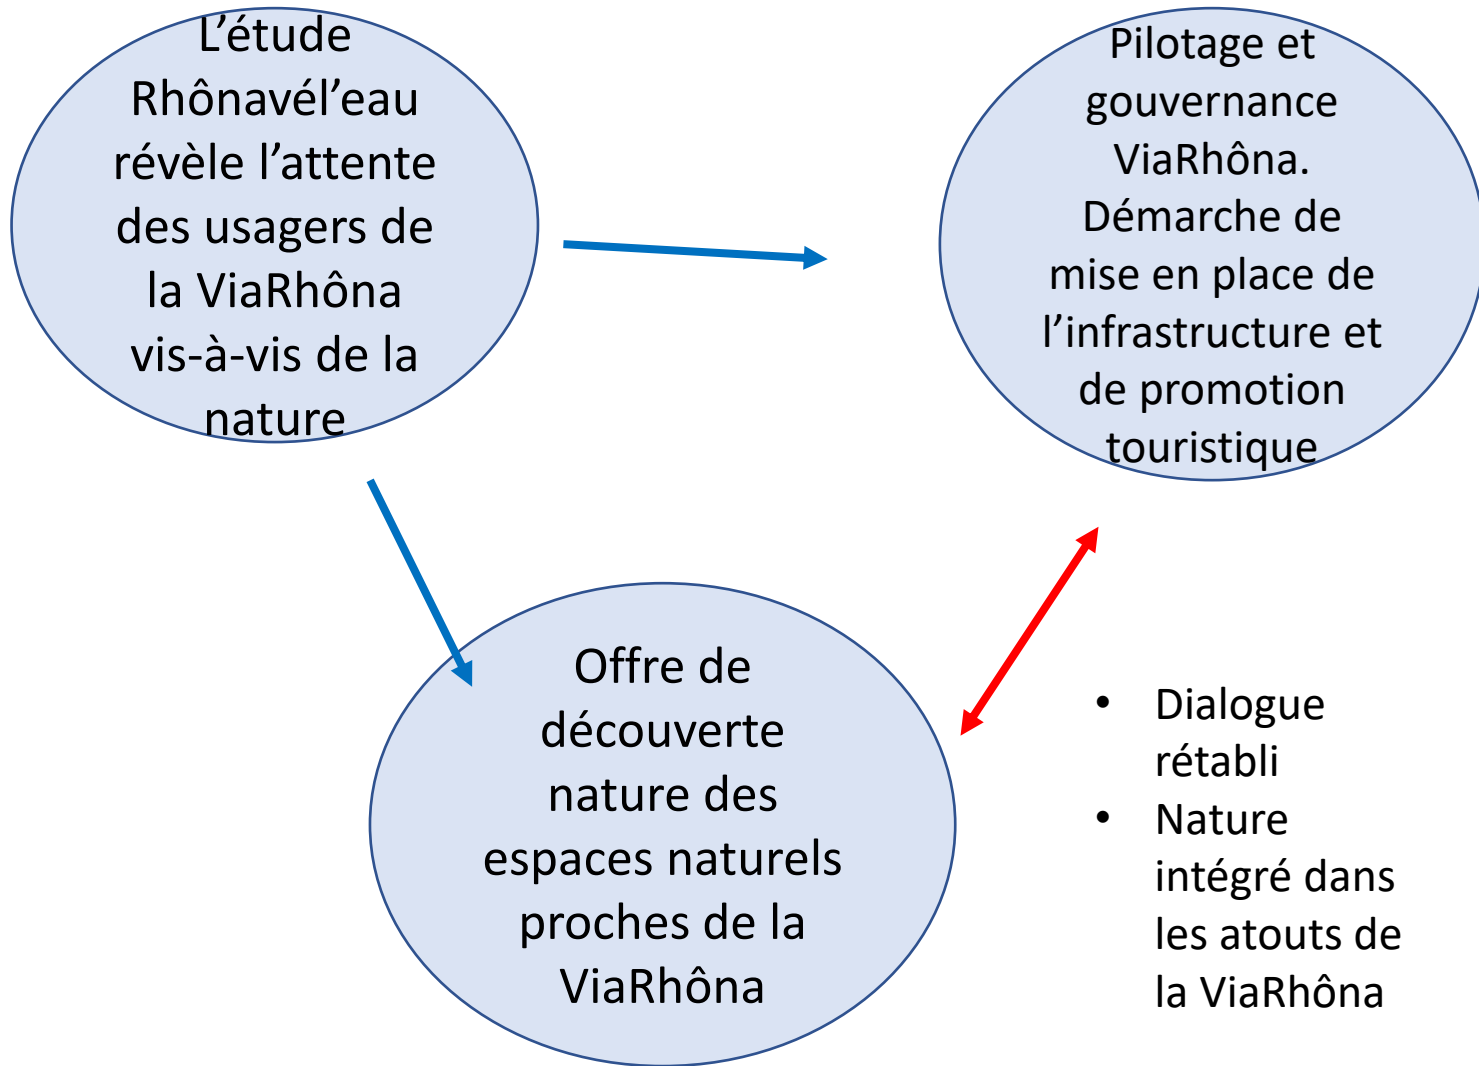 L’étude
Rhônavél’eau
révèle l’attente
des usagers de
la ViaRhôna
vis-à-vis de la
nature
Pilotage et
gouvernance
ViaRhôna.
Démarche de
mise en place de
l’infrastructure et
de promotion
touristique
Offre de
découverte
nature des
espaces naturels
proches de la
ViaRhôna
• Dialogue
rétabli
• Nature
intégré dans
les atouts de
la ViaRhôna